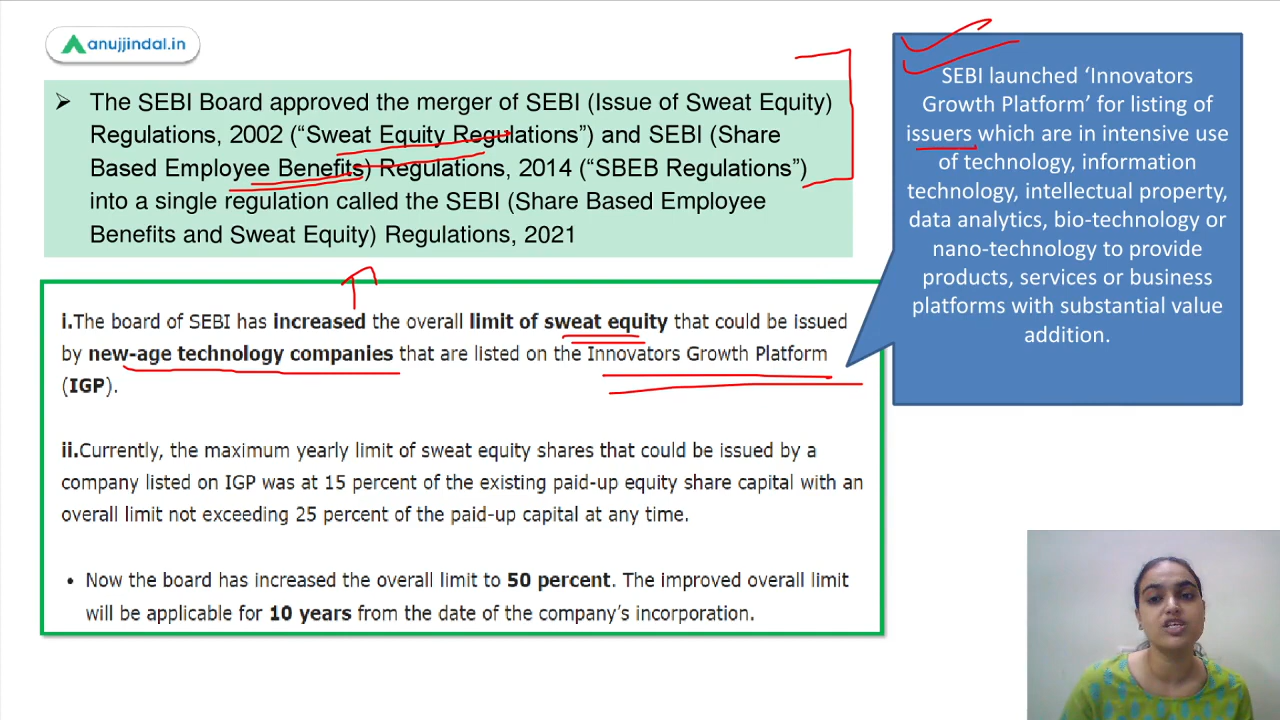 anujjindal.in
➢ The SEBI Board approved the merger of SEBI (Issue of Sweat Equity)
Regulations, 2002 (“Sweat Equity Regulations”) and SEBI (Share
Based Employee Benefits) Regulations, 2014 (“SBEB Regulations”)
into a single regulation called the SEBI (Share Based Employee
Benefits and Sweat Equity) Regulations, 2021
SEBI launched ‘Innovators
Growth Platform’ for listing of
issuers which are in intensive use
of technology, information
technology, intellectual property,
data analytics, bio-technology or
nano-technology to provide
products, services or business
platforms with substantial value
addition.
i.The board of SEBI has increased the overall limit of sweat equity that could be issued
by new-age technology companies that are listed on the Innovators Growth Platform
(IGP).
ii.Currently, the maximum yearly limit of sweat equity shares that could be issued by a
company listed on IGP was at 15 percent of the existing paid-up equity share capital with an
overall limit not exceeding 25 percent of the paid-up capital at any time.
• Now the board has increased the overall limit to 50 percent. The improved overall limit
will be applicable for 10 years from the date of the company’s incorporation.